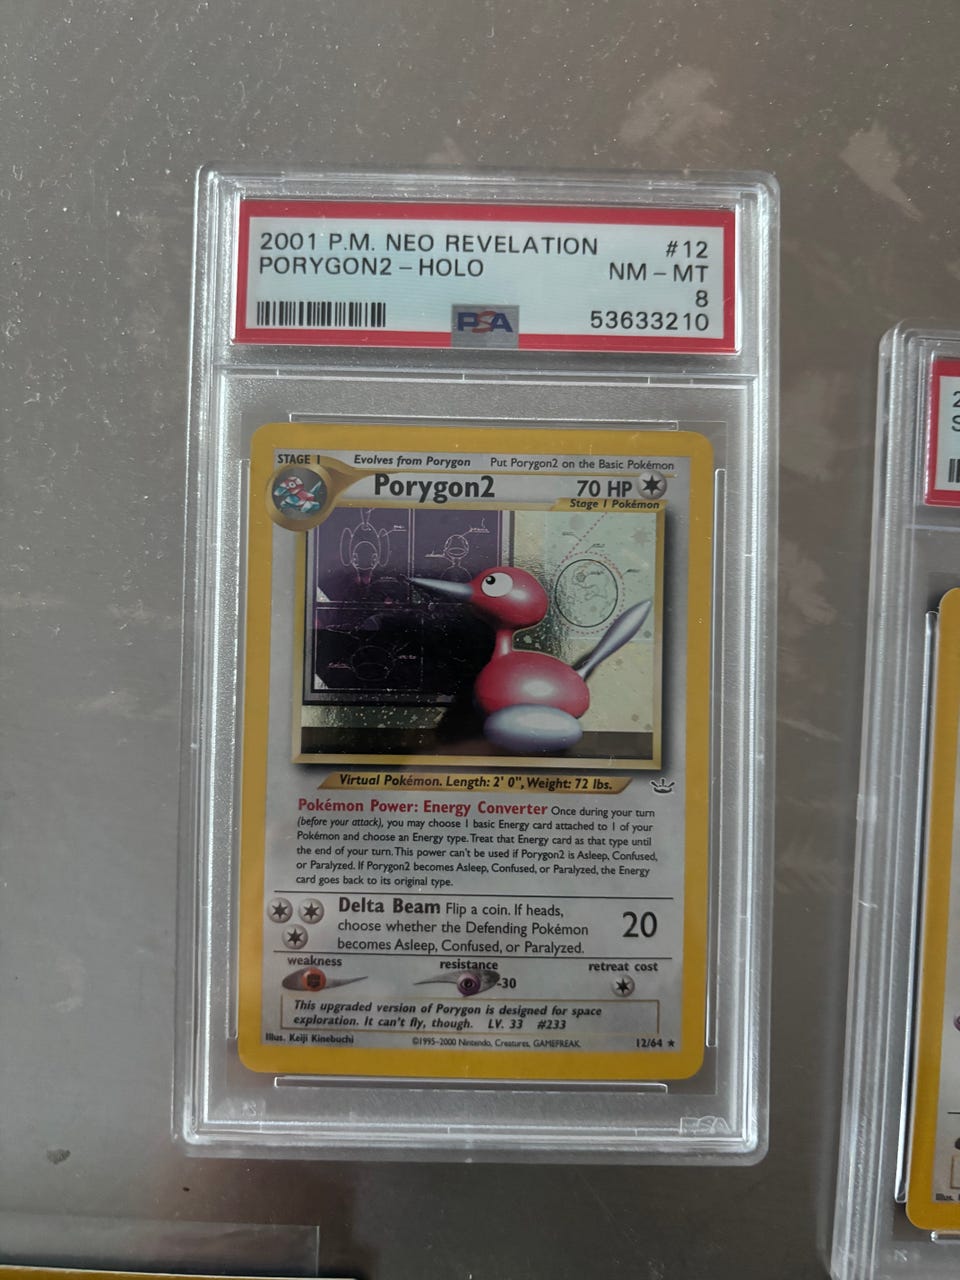 2001 P.M. NEO REVELATION #12
PORYGON2 – HOLO NM – MT
8
PSA 53633210
STAGE 1 Evolves from Porygon Put Porygon2 on the Basic Pokémon
Porygon2 70 HP
Stage 1 Pokémon
Virtual Pokémon. Length: 2' 0", Weight: 72 lbs.
Pokémon Power: Energy Converter Once during your turn
(before your attack), you may choose 1 basic Energy card attached to 1 of your
Pokémon and choose an Energy type. Treat that Energy card as that type until
the end of your turn. This power can't be used if Porygon2 is Asleep, Confused,
or Paralyzed. If Porygon2 becomes Asleep, Confused, or Paralyzed, the Energy
card goes back to its original type.
Delta Beam Flip a coin. If heads,
choose whether the Defending Pokémon
becomes Asleep, Confused, or Paralyzed.
20
weakness resistance retreat cost
-30
This upgraded version of Porygon is designed for space
exploration. It can't fly, though. LV. 33 #233
Illus. Keiji Kinebuchi ©1995-2000 Nintendo, Creatures, GAMEFREAK. 12/64 ★
PSA
2
S
Illus.